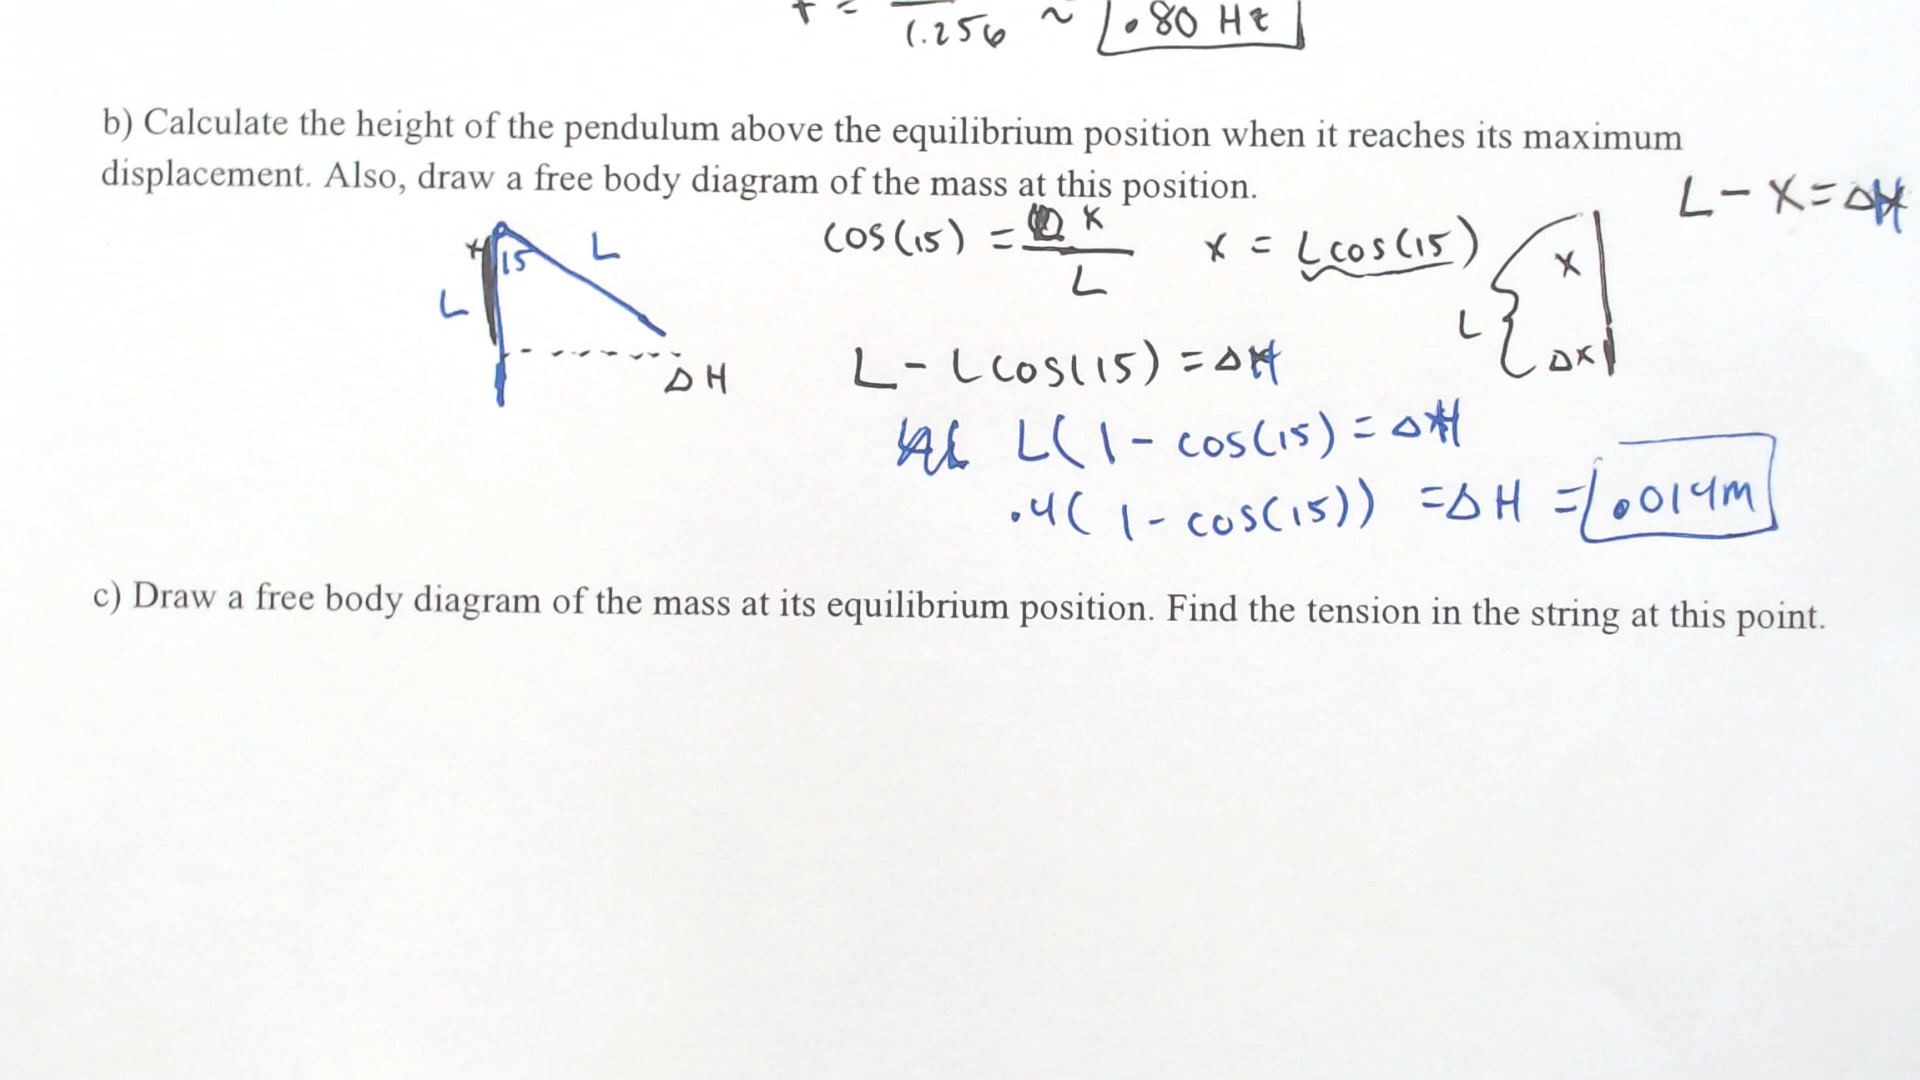 f = 1.256 ~ .80 Hz
b) Calculate the height of the pendulum above the equilibrium position when it reaches its maximum
displacement. Also, draw a free body diagram of the mass at this position.
L - x = ΔH
cos(15) = x / L
x = L cos(15)
15 L
L
x
L
Δx
ΔH
L - L cos(15) = ΔH
L(1 - cos(15) = ΔH
.4(1 - cos(15)) = ΔH = .014m
c) Draw a free body diagram of the mass at its equilibrium position. Find the tension in the string at this point.